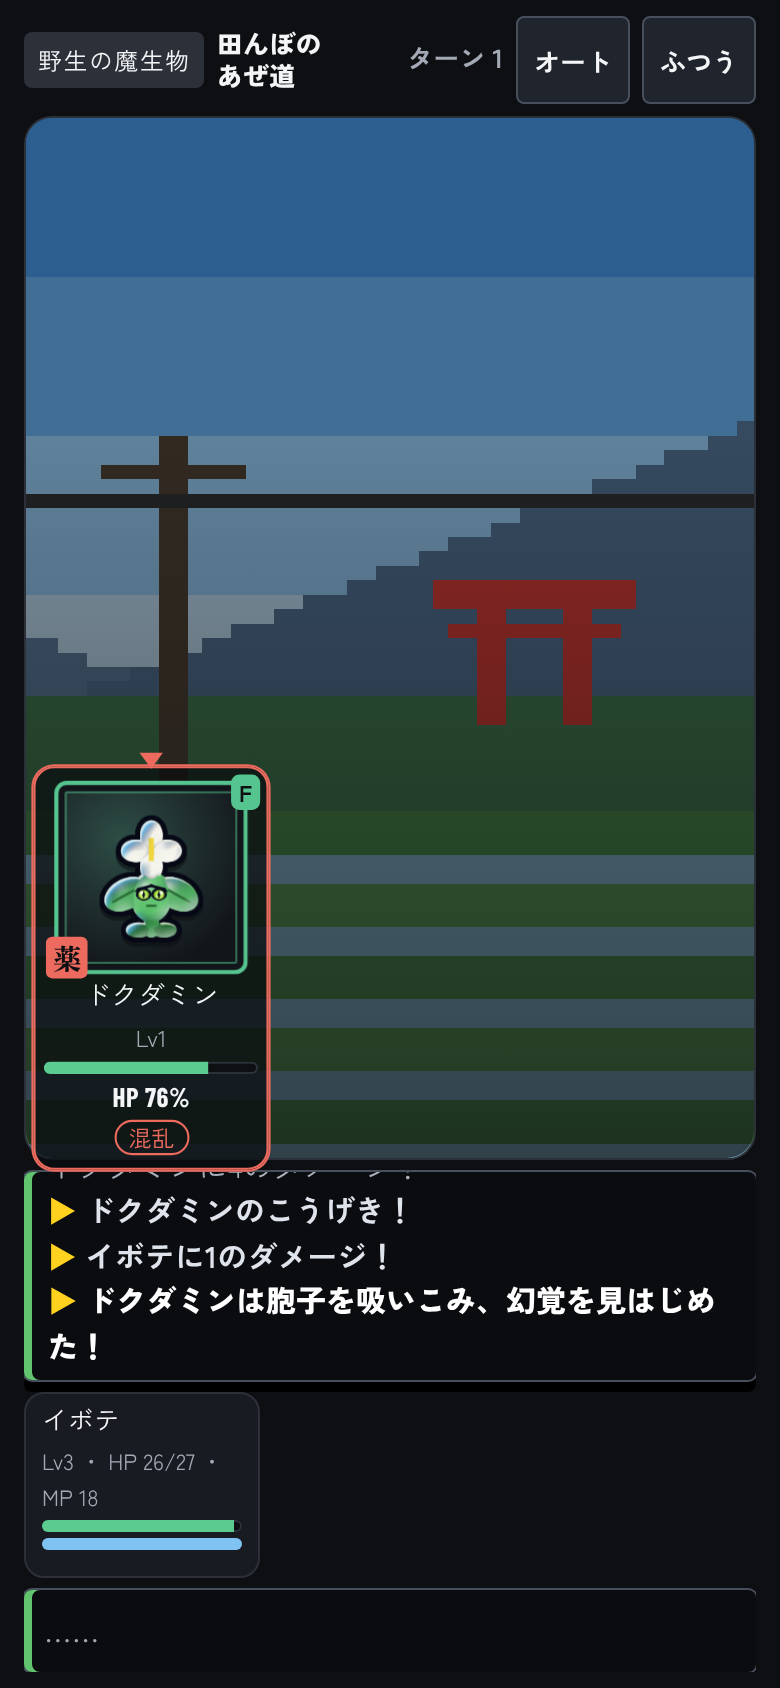 野生の魔生物
田んぼの
あぜ道
ターン 1
オート
ふつう
F
薬
ドクダミン
Lv1
HP 76%
混乱
▶ ドクダミンのこうげき！
▶ イボテに1のダメージ！
▶ ドクダミンは胞子を吸いこみ、幻覚を見はじめ
た！
イボテ
Lv3 ・ HP 26/27 ・
MP 18
……